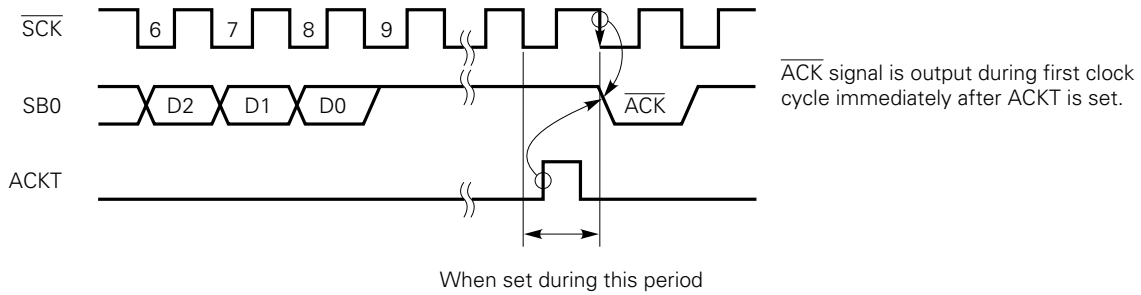 SCK 6 7 8 9
SB0 D2 D1 D0 ACK
ACK signal is output during first clock
cycle immediately after ACKT is set.
ACKT
When set during this period